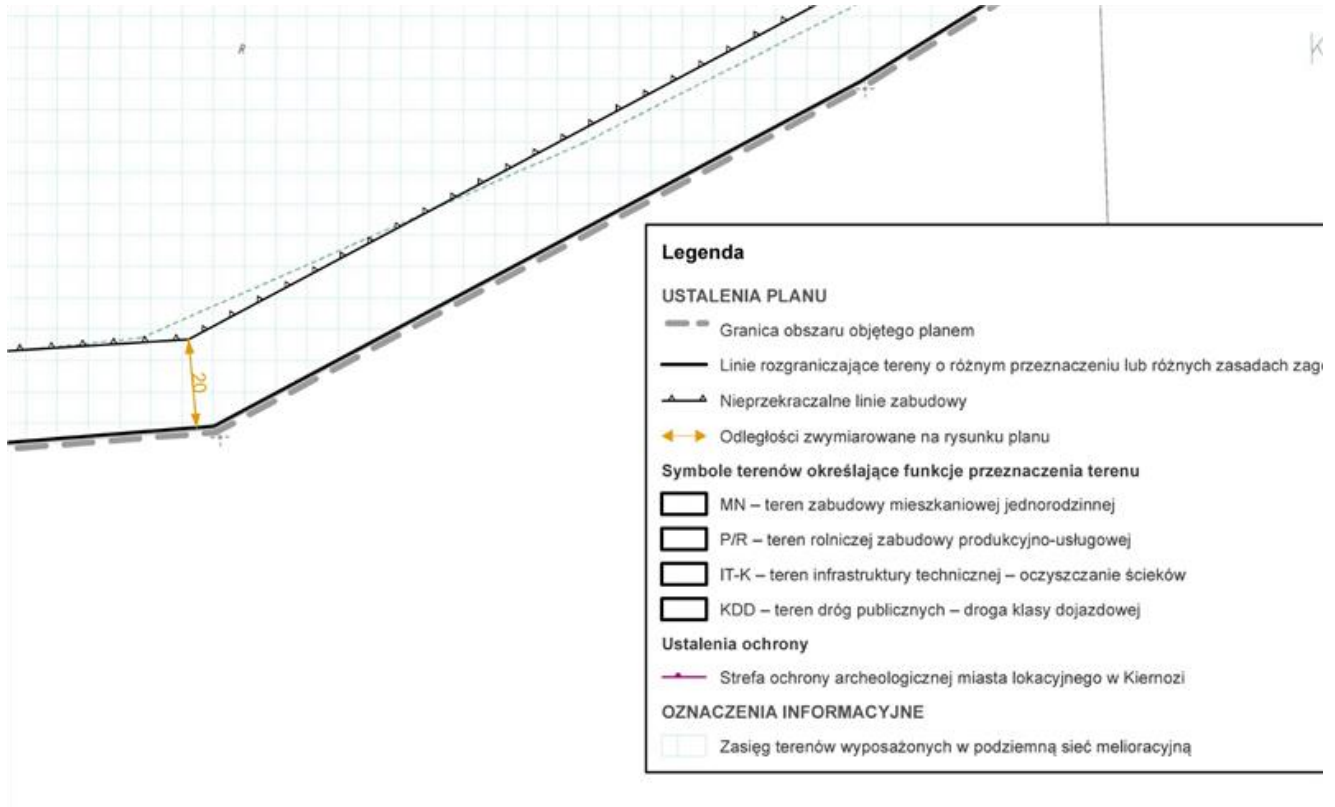 R
K
20
Legenda
USTALENIA PLANU
Granica obszaru objętego planem
Linie rozgraniczające tereny o różnym przeznaczeniu lub różnych zasadach zag
Nieprzekraczalne linie zabudowy
Odległości zwymiarowane na rysunku planu
Symbole terenów określające funkcje przeznaczenia terenu
MN – teren zabudowy mieszkaniowej jednorodzinnej
P/R – teren rolniczej zabudowy produkcyjno-usługowej
IT-K – teren infrastruktury technicznej – oczyszczanie ścieków
KDD – teren dróg publicznych – droga klasy dojazdowej
Ustalenia ochrony
Strefa ochrony archeologicznej miasta lokacyjnego w Kiernozi
OZNACZENIA INFORMACYJNE
Zasięg terenów wyposażonych w podziemną sieć melioracyjną